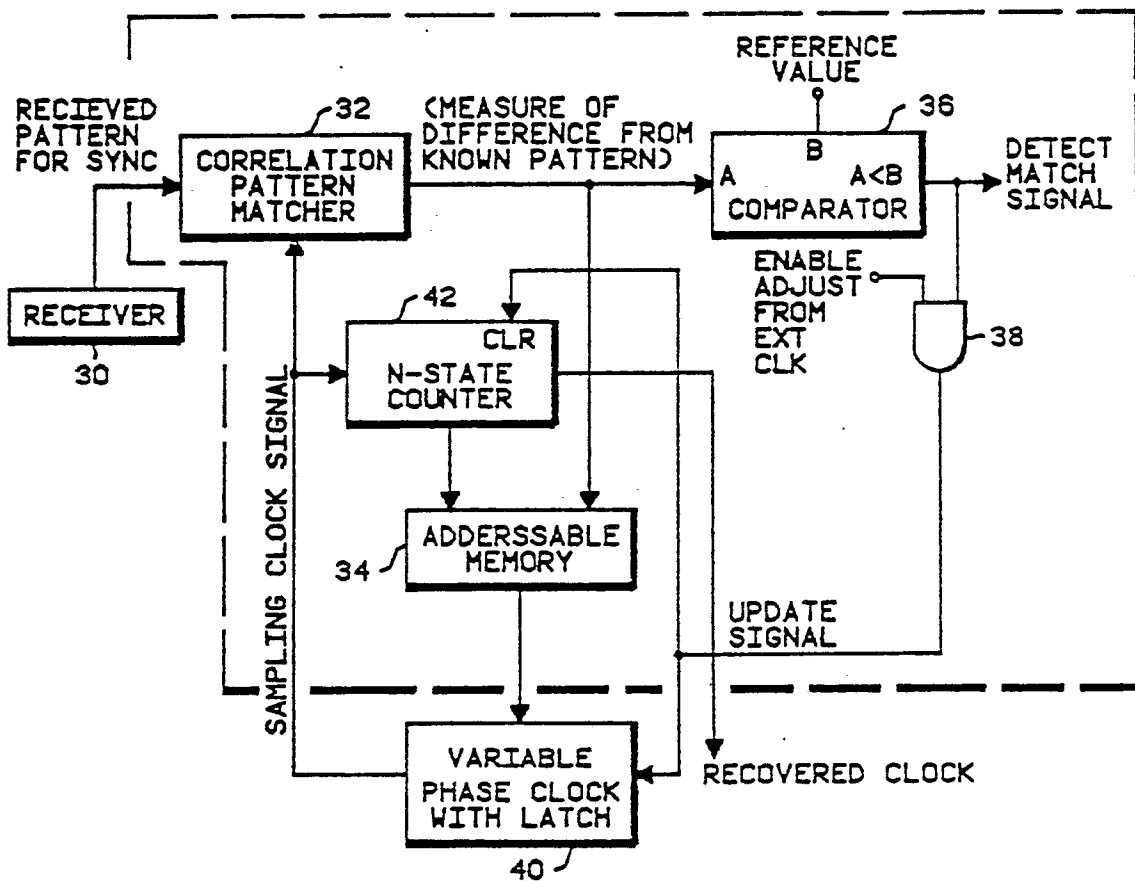 REFERENCE
VALUE
RECIEVED
PATTERN
FOR SYNC
32
(MEASURE OF
DIFFERENCE FROM
KNOWN PATTERN)
36
CORRELATION
PATTERN
MATCHER
B
A
A<B
COMPARATOR
DETECT
MATCH
SIGNAL
RECEIVER
30
42
ENABLE
ADJUST
FROM
EXT
CLK
38
CLR
N-STATE
COUNTER
SAMPLING CLOCK SIGNAL
ADDERSSABLE
MEMORY
34
UPDATE
SIGNAL
VARIABLE
PHASE CLOCK
WITH LATCH
RECOVERED CLOCK
40